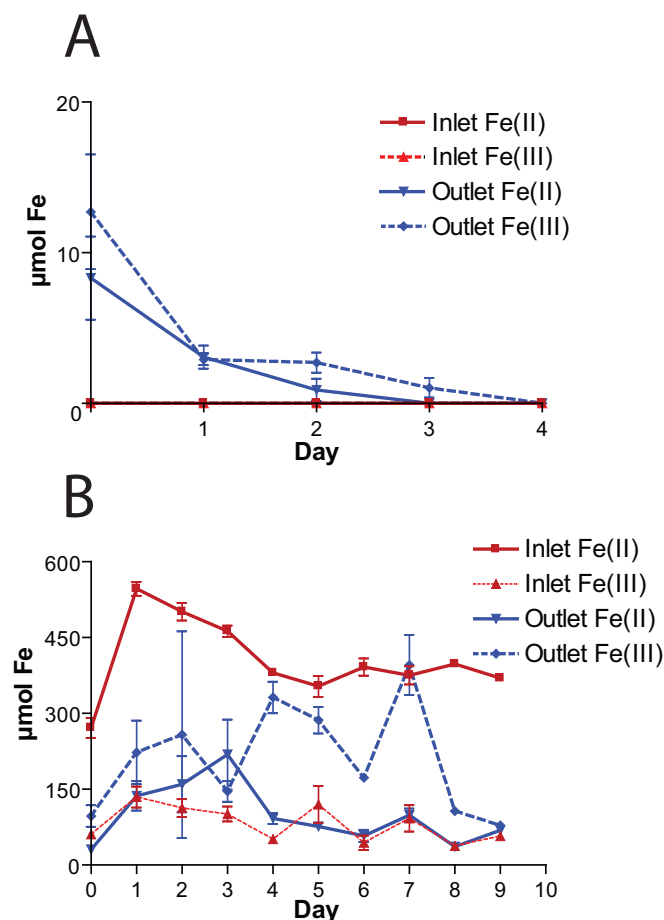 A
20
10
0
µmol Fe
1 2 3 4
Day
Inlet Fe(II)
Inlet Fe(III)
Outlet Fe(II)
Outlet Fe(III)
B
600
450
300
150
0
µmol Fe
0 1 2 3 4 5 6 7 8 9 10
Day
Inlet Fe(II)
Inlet Fe(III)
Outlet Fe(II)
Outlet Fe(III)